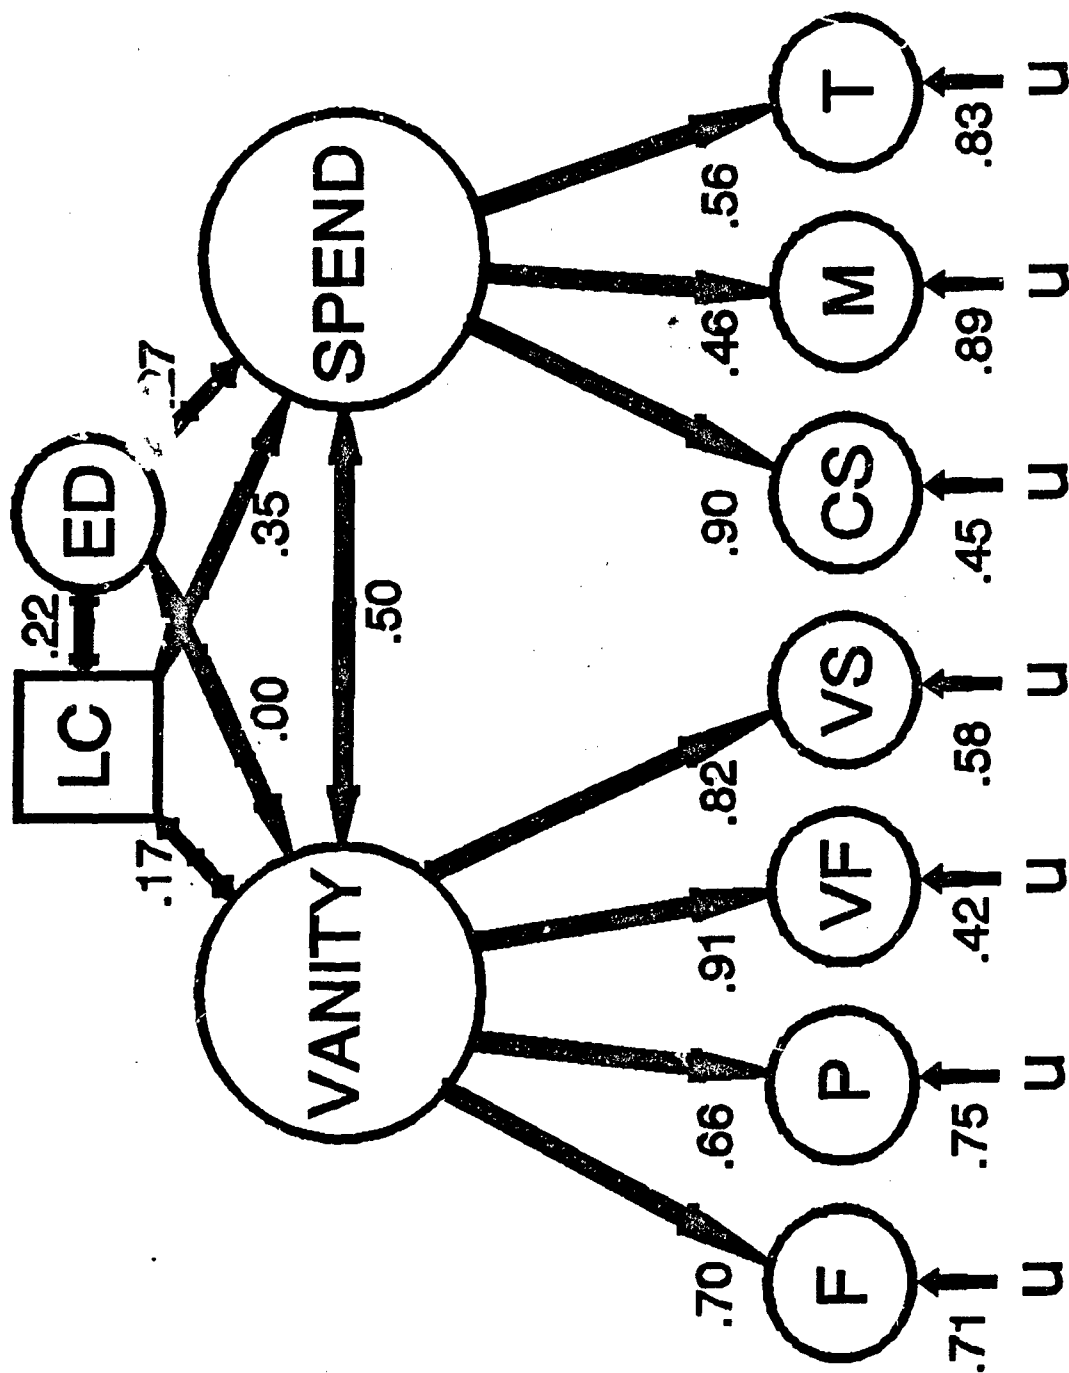 .22
LC ED
.17 .27
.00 .35
VANITY SPEND
.50
.70 .66 .91 .82 .90 .46 .56
F P VF VS CS M T
.71 .75 .42 .58 .45 .89 .83
u u u u u u u